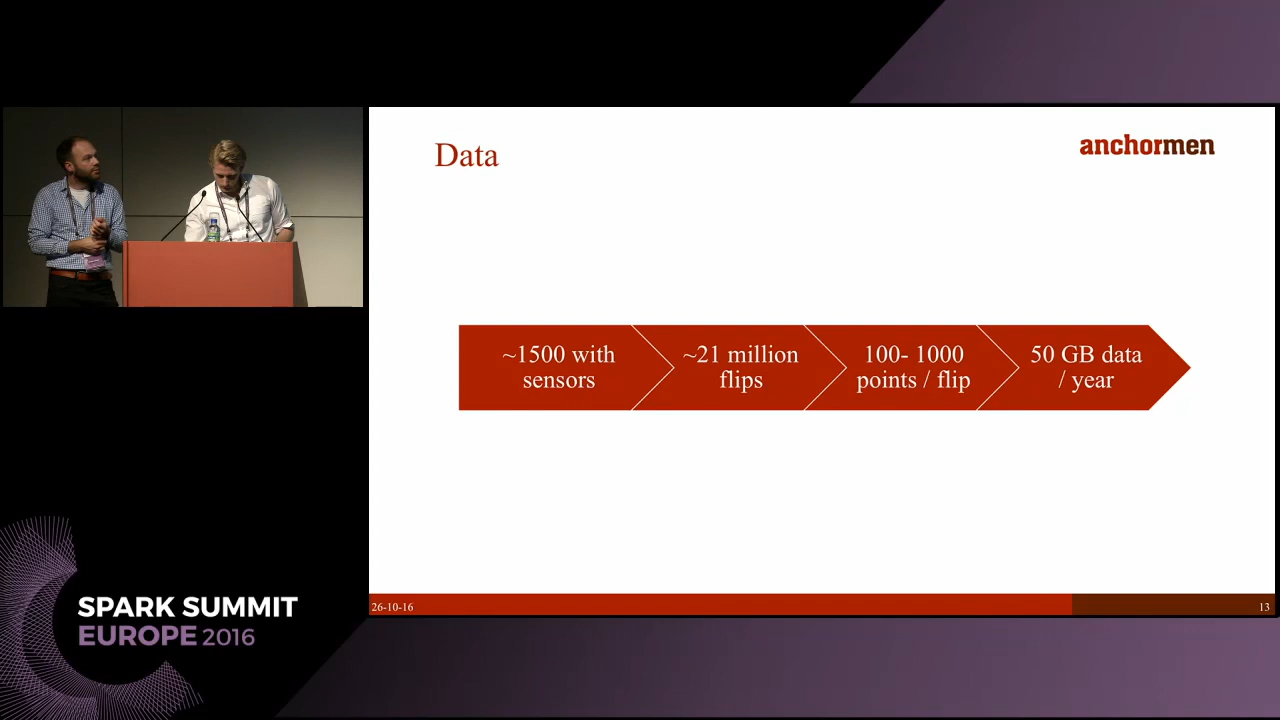 Data
anchormen
~1500 with
sensors
~21 million
flips
100- 1000
points / flip
50 GB data
/ year
26-10-16
13
SPARK SUMMIT
EUROPE 2016